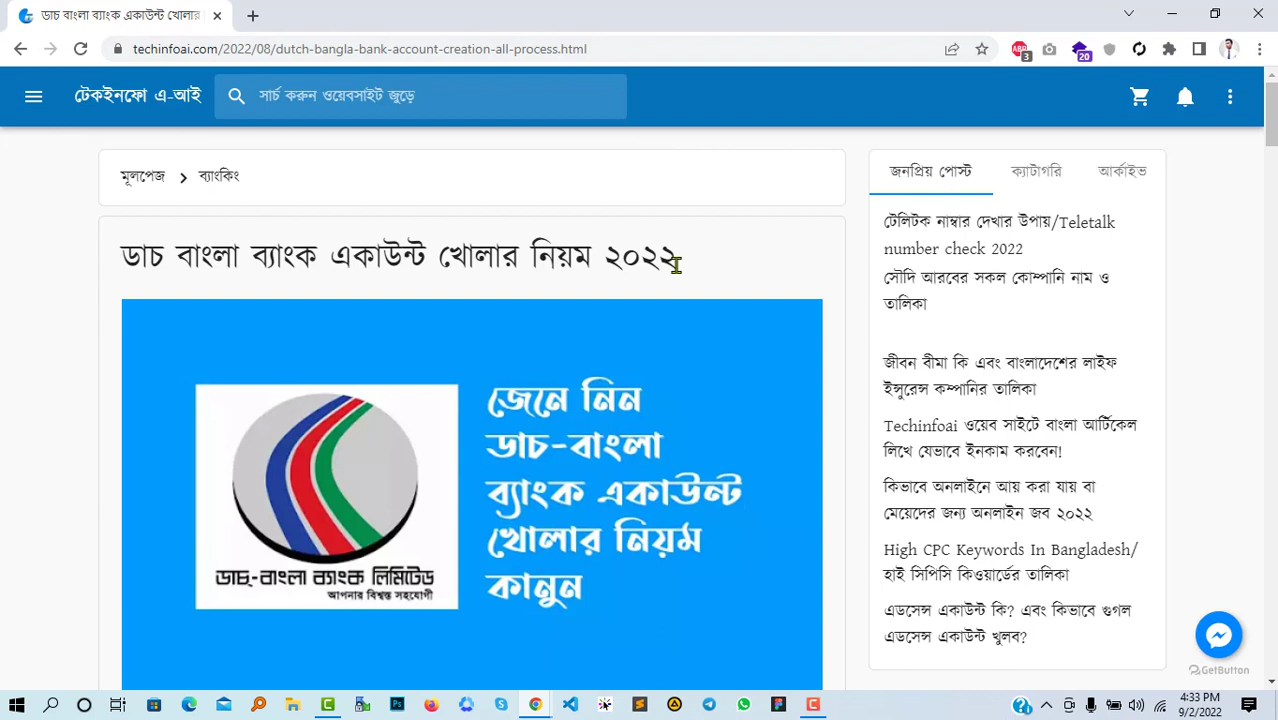 ডাচ বাংলা ব্যাংক একাউন্ট খোলার
techinfoai.com/2022/08/dutch-bangla-bank-account-creation-all-process.html
ABP
3
20
টেকইনফো এ-আই
সার্চ করুন ওয়েবসাইট জুড়ে
মূলপেজ
ব্যাংকিং
ডাচ বাংলা ব্যাংক একাউন্ট খোলার নিয়ম ২০২২
জেনে নিন
ডাচ-বাংলা
ব্যাংক একাউন্ট
খোলার নিয়ম
কানুন
ডাচ্-বাংলা ব্যাংক লিমিটেড
আপনার বিশ্বস্ত সহযোগী
জনপ্রিয় পোস্ট
ক্যাটাগরি
আর্কাইভ
টেলিটক নাম্বার দেখার উপায়/Teletalk
number check 2022
সৌদি আরবের সকল কোম্পানি নাম ও
তালিকা
জীবন বীমা কি এবং বাংলাদেশের লাইফ
ইন্সুরেন্স কম্পানির তালিকা
Techinfoai ওয়েব সাইটে বাংলা আর্টিকেল
লিখে যেভাবে ইনকাম করবেন!
কিভাবে অনলাইনে আয় করা যায় বা
মেয়েদের জন্য অনলাইন জব ২০২২
High CPC Keywords In Bangladesh/
হাই সিপিসি কিওয়ার্ডের তালিকা
এডসেন্স একাউন্ট কি? এবং কিভাবে গুগল
এডসেন্স একাউন্ট খুলব?
GetButton
4:33 PM
9/2/2022